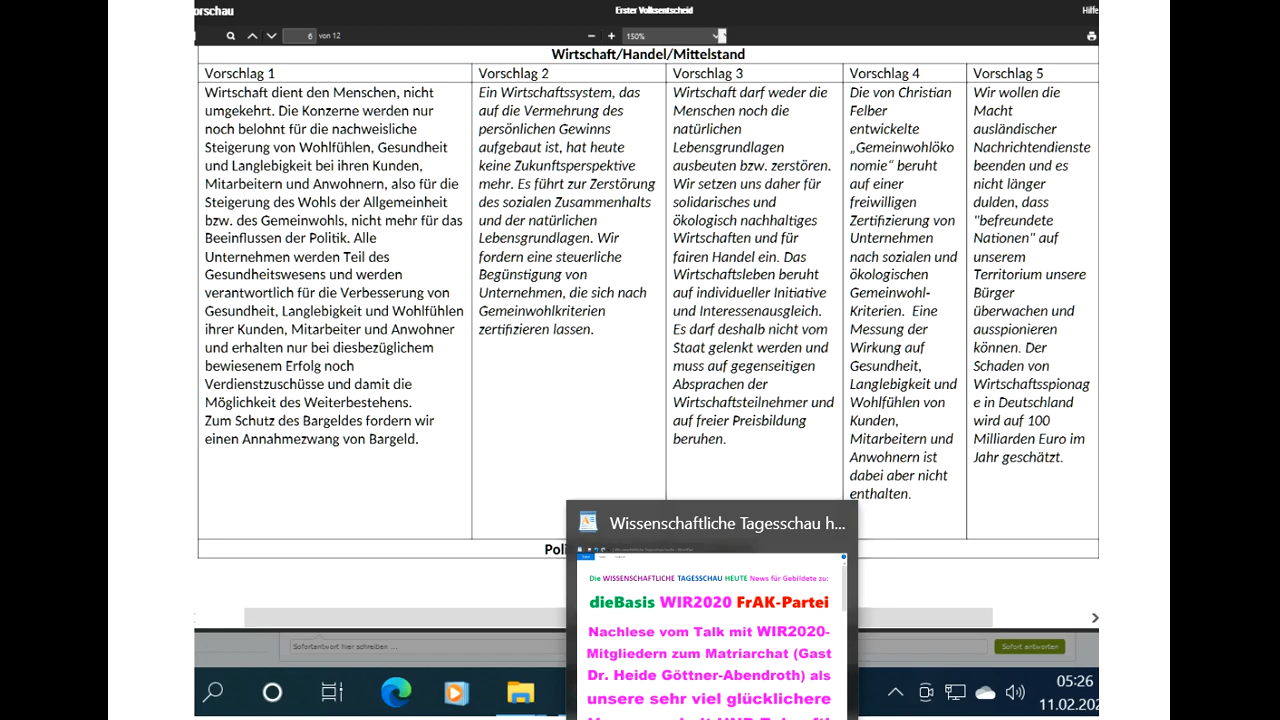 orschau
Erster Volksentscheid
Hilfe
6 von 12
150%
Wirtschaft/Handel/Mittelstand
Vorschlag 1
Wirtschaft dient den Menschen, nicht
umgekehrt. Die Konzerne werden nur
noch belohnt für die nachweisliche
Steigerung von Wohlfühlen, Gesundheit
und Langlebigkeit bei ihren Kunden,
Mitarbeitern und Anwohnern, also für die
Steigerung des Wohls der Allgemeinheit
bzw. des Gemeinwohls, nicht mehr für das
Beeinflussen der Politik. Alle
Unternehmen werden Teil des
Gesundheitswesens und werden
verantwortlich für die Verbesserung von
Gesundheit, Langlebigkeit und Wohlfühlen
ihrer Kunden, Mitarbeiter und Anwohner
und erhalten nur bei diesbezüglichem
bewiesenem Erfolg noch
Verdienstzuschüsse und damit die
Möglichkeit des Weiterbestehens.
Zum Schutz des Bargeldes fordern wir
einen Annahmezwang von Bargeld.
Vorschlag 2
Ein Wirtschaftssystem, das
auf die Vermehrung des
persönlichen Gewinns
aufgebaut ist, hat heute
keine Zukunftsperspektive
mehr. Es führt zur Zerstörung
des sozialen Zusammenhalts
und der natürlichen
Lebensgrundlagen. Wir
fordern eine steuerliche
Begünstigung von
Unternehmen, die sich nach
Gemeinwohlkriterien
zertifizieren lassen.
Vorschlag 3
Wirtschaft darf weder die
Menschen noch die
natürlichen
Lebensgrundlagen
ausbeuten bzw. zerstören.
Wir setzen uns daher für
solidarisches und
ökologisch nachhaltiges
Wirtschaften und für
fairen Handel ein. Das
Wirtschaftsleben beruht
auf individueller Initiative
und Interessenausgleich.
Es darf deshalb nicht vom
Staat gelenkt werden und
muss auf gegenseitigen
Absprachen der
Wirtschaftsteilnehmer und
auf freier Preisbildung
beruhen.
Vorschlag 4
Die von Christian
Felber
entwickelte
„Gemeinwohlöko
nomie“ beruht
auf einer
freiwilligen
Zertifizierung von
Unternehmen
nach sozialen und
ökologischen
Gemeinwohl-
Kriterien. Eine
Messung der
Wirkung auf
Gesundheit,
Langlebigkeit und
Wohlfühlen von
Kunden,
Mitarbeitern und
Anwohnern ist
dabei aber nicht
enthalten.
Vorschlag 5
Wir wollen die
Macht
ausländischer
Nachrichtendienste
beenden und es
nicht länger
dulden, dass
"befreundete
Nationen" auf
unserem
Territorium unsere
Bürger
überwachen und
ausspionieren
können. Der
Schaden von
Wirtschaftsspionag
e in Deutschland
wird auf 100
Milliarden Euro im
Jahr geschätzt.
Poli
Wissenschaftliche Tagesschau h...
Die WISSENSCHAFTLICHE TAGESSCHAU HEUTE News für Gebildete zu:
dieBasis WIR2020 FrAK-Partei
Nachlese vom Talk mit WIR2020-
Mitgliedern zum Matriarchat (Gast
Dr. Heide Göttner-Abendroth) als
unsere sehr viel glücklichere
Sofortantwort hier schreiben ...
Sofort antworten
05:26
11.02.202